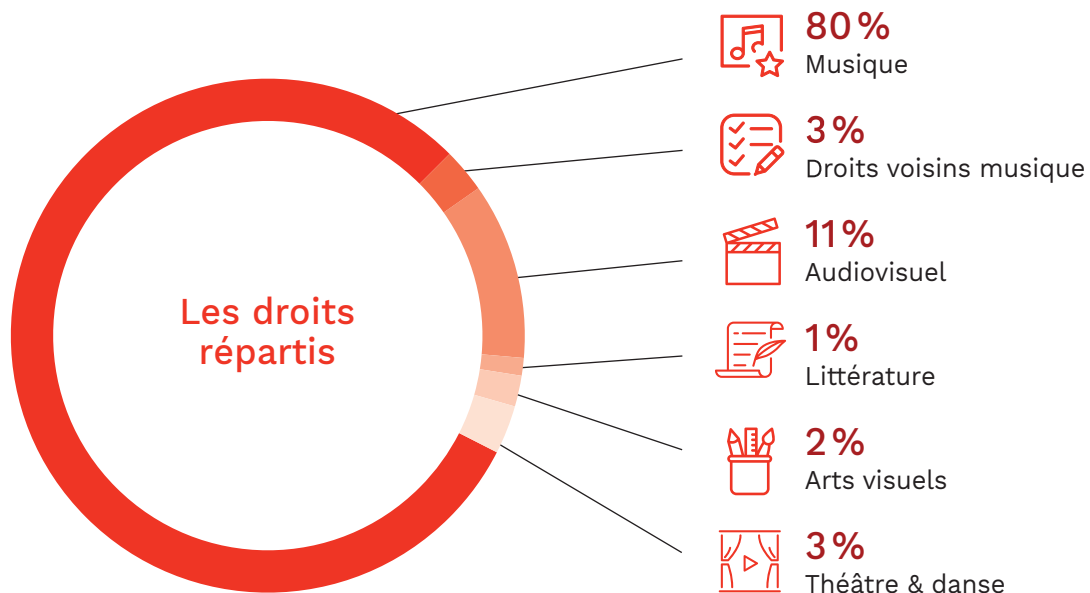 Les droits
répartis
80 %
Musique
3 %
Droits voisins musique
11 %
Audiovisuel
1 %
Littérature
2 %
Arts visuels
3 %
Théâtre & danse